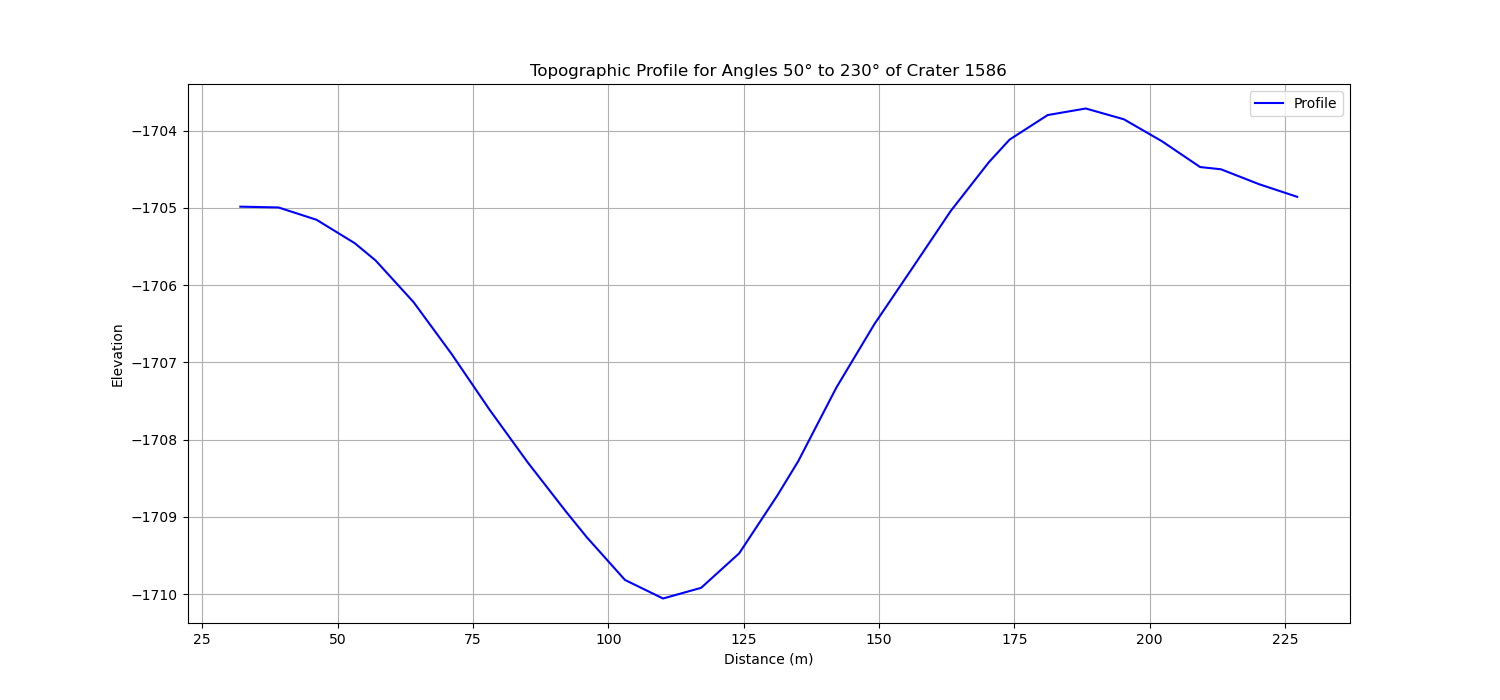 Topographic Profile for Angles 50° to 230° of Crater 1586
Profile
−1704
−1705
−1706
−1707
−1708
−1709
−1710
Elevation
25 50 75 100 125 150 175 200 225
Distance (m)